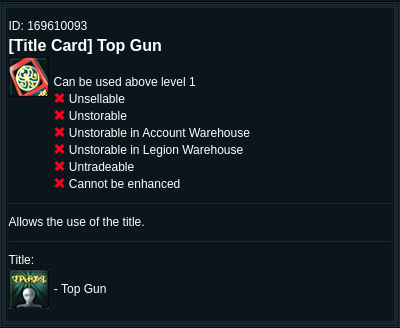 ID: 169610093
[Title Card] Top Gun
Can be used above level 1
Unsellable
Unstorable
Unstorable in Account Warehouse
Unstorable in Legion Warehouse
Untradeable
Cannot be enhanced
Allows the use of the title.
Title:
- Top Gun